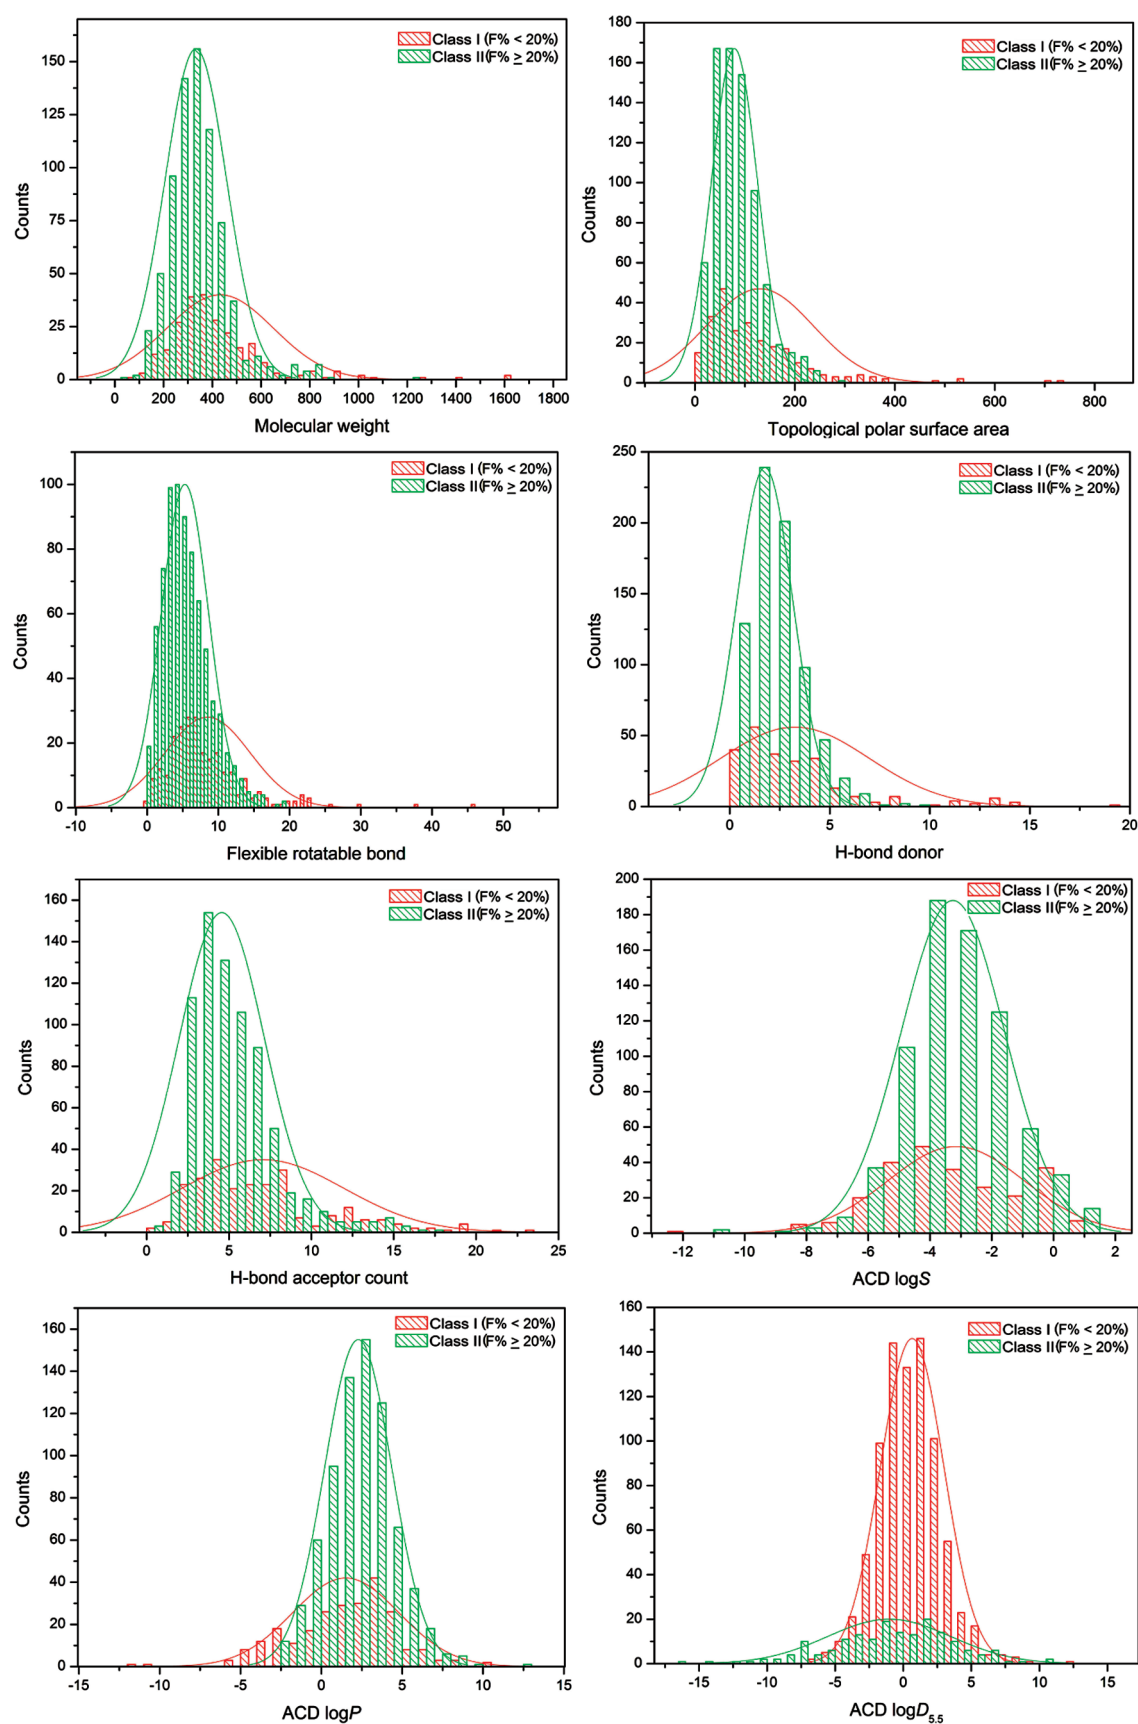 Class I (F% < 20%)
Class II(F% ≥ 20%)
150
125
100
75
50
25
0
Counts
0 200 400 600 800 1000 1200 1400 1600 1800
Molecular weight
Class I (F% < 20%)
Class II(F% ≥ 20%)
180
160
140
120
100
80
60
40
20
0
Counts
0 200 400 600 800
Topological polar surface area
Class I (F% < 20%)
Class II(F% ≥ 20%)
100
80
60
40
20
0
Counts
-10 0 10 20 30 40 50
Flexible rotatable bond
Class I (F% < 20%)
Class II(F% ≥ 20%)
250
200
150
100
50
0
Counts
0 5 10 15 20
H-bond donor
Class I (F% < 20%)
Class II(F% ≥ 20%)
160
140
120
100
80
60
40
20
0
Counts
0 5 10 15 20 25
H-bond acceptor count
Class I (F% < 20%)
Class II(F% ≥ 20%)
200
180
160
140
120
100
80
60
40
20
0
Counts
-12 -10 -8 -6 -4 -2 0 2
ACD logS
Class I (F% < 20%)
Class II(F% ≥ 20%)
160
140
120
100
80
60
40
20
0
Counts
-15 -10 -5 0 5 10 15
ACD logP
Class I (F% < 20%)
Class II(F% ≥ 20%)
160
140
120
100
80
60
40
20
0
Counts
-15 -10 -5 0 5 10 15
ACD logD5.5